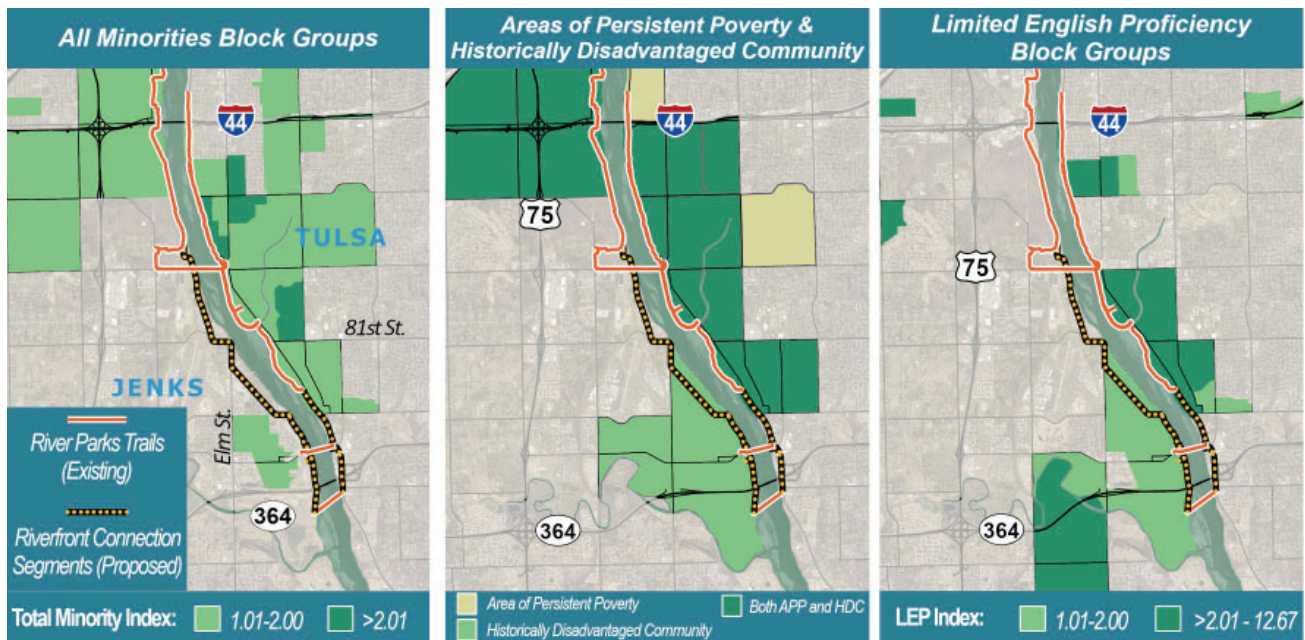 All Minorities Block Groups
44
TULSA
81st St.
JENKS
Elm St.
River Parks Trails
(Existing)
364
Riverfront Connection
Segments (Proposed)
Total Minority Index:
1.01-2.00
>2.01
Areas of Persistent Poverty &
Historically Disadvantaged Community
44
75
364
Area of Persistent Poverty
Both APP and HDC
Historically Disadvantaged Community
Limited English Proficiency
Block Groups
44
75
364
LEP Index:
1.01-2.00
>2.01 - 12.67